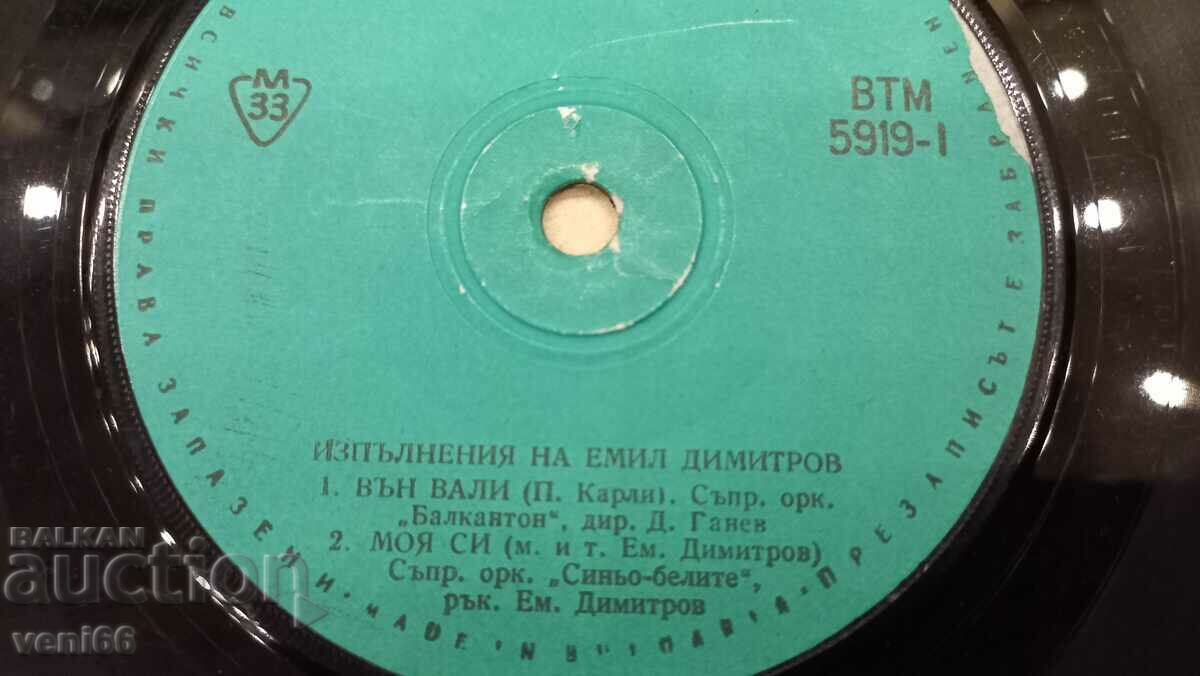 М
33
ВТМ
5919-1
ИЗПЪЛНЕНИЯ НА ЕМИЛ ДИМИТРОВ
1. ВЪН ВАЛИ (П. Карли). Съпр. орк.
„Балкантон“, дир. Д. Ганев
2. МОЯ СИ (м. и т. Ем. Димитров)
Съпр. орк. „Синьо-белите“,
рък. Ем. Димитров
ВСИЧКИ ПРАВА ЗАПАЗЕНИ · MADE IN · ПРЕЗАПИСЪТ Е ЗАБРАНЕН
BALKAN
auction
veni66